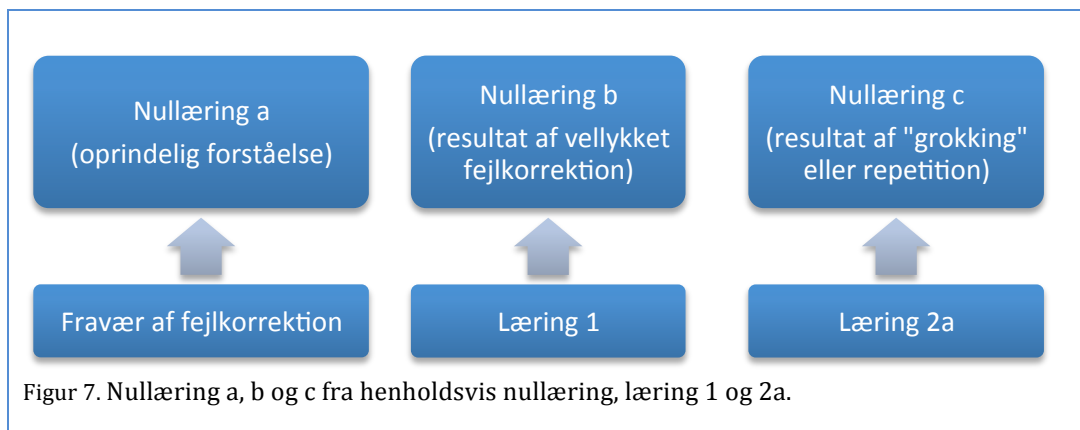 Nullæring a
(oprindelig forståelse)
Nullæring b
(resultat af vellykket
fejlkorrektion)
Nullæring c
(resultat af "grokking"
eller repetition)
Fravær af fejlkorrektion
Læring 1
Læring 2a
Figur 7. Nullæring a, b og c fra henholdsvis nullæring, læring 1 og 2a.